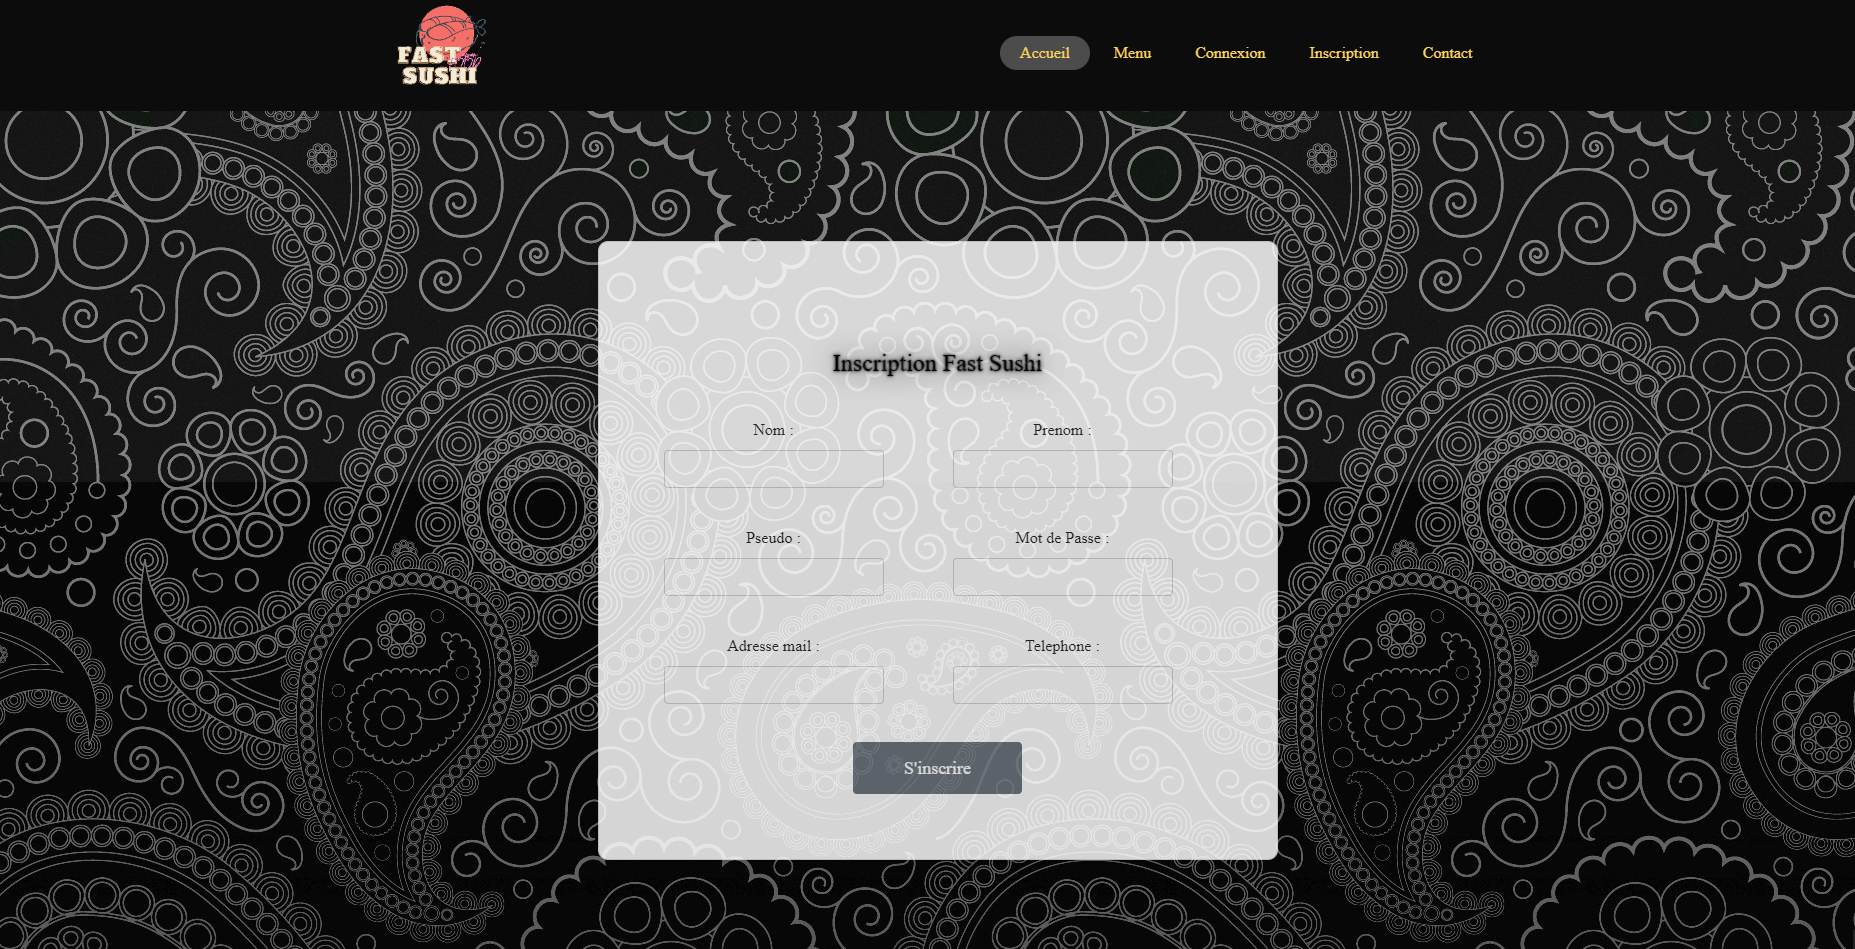 FAST
SUSHI
Accueil Menu Connexion Inscription Contact
Inscription Fast Sushi
Nom : Prenom :
Pseudo : Mot de Passe :
Adresse mail : Telephone :
S'inscrire